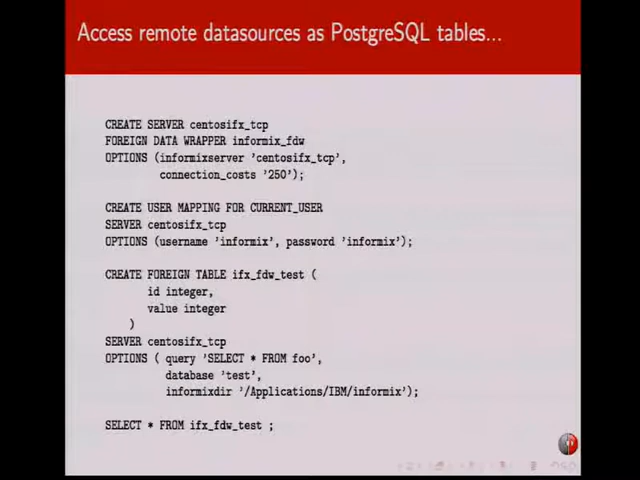 Access remote datasources as PostgreSQL tables...
CREATE SERVER centosifx_tcp
FOREIGN DATA WRAPPER informix_fdw
OPTIONS (informixserver 'centosifx_tcp',
connection_costs '250');
CREATE USER MAPPING FOR CURRENT_USER
SERVER centosifx_tcp
OPTIONS (username 'informix', password 'informix');
CREATE FOREIGN TABLE ifx_fdw_test (
id integer,
value integer
)
SERVER centosifx_tcp
OPTIONS ( query 'SELECT * FROM foo',
database 'test',
informixdir '/Applications/IBM/informix');
SELECT * FROM ifx_fdw_test ;